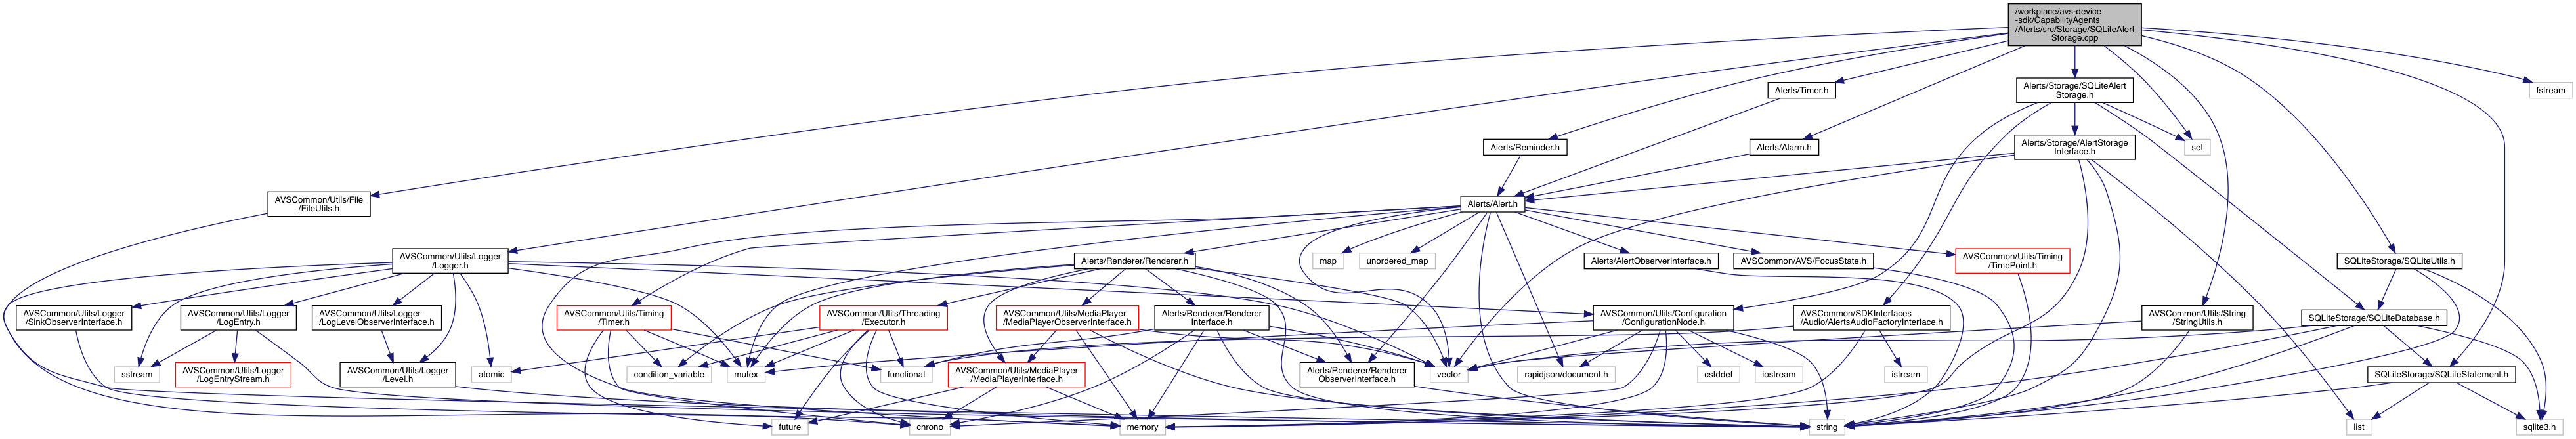 /workplace/avs-device
-sdk/CapabilityAgents
/Alerts/src/Storage/SQLiteAlert
Storage.cpp
Alerts/Timer.h
Alerts/Storage/SQLiteAlert
Storage.h
fstream
Alerts/Reminder.h
Alerts/Alarm.h
Alerts/Storage/AlertStorage
Interface.h
set
AVSCommon/Utils/File
/FileUtils.h
Alerts/Alert.h
AVSCommon/Utils/Logger
/Logger.h
Alerts/Renderer/Renderer.h
map
unordered_map
Alerts/AlertObserverInterface.h
AVSCommon/AVS/FocusState.h
AVSCommon/Utils/Timing
/TimePoint.h
SQLiteStorage/SQLiteUtils.h
AVSCommon/Utils/Logger
/SinkObserverInterface.h
AVSCommon/Utils/Logger
/LogEntry.h
AVSCommon/Utils/Logger
/LogLevelObserverInterface.h
AVSCommon/Utils/Timing
/Timer.h
AVSCommon/Utils/Threading
/Executor.h
AVSCommon/Utils/MediaPlayer
/MediaPlayerObserverInterface.h
Alerts/Renderer/Renderer
Interface.h
AVSCommon/Utils/Configuration
/ConfigurationNode.h
AVSCommon/SDKInterfaces
/Audio/AlertsAudioFactoryInterface.h
AVSCommon/Utils/String
/StringUtils.h
SQLiteStorage/SQLiteDatabase.h
sstream
AVSCommon/Utils/Logger
/LogEntryStream.h
AVSCommon/Utils/Logger
/Level.h
atomic
condition_variable
mutex
functional
AVSCommon/Utils/MediaPlayer
/MediaPlayerInterface.h
Alerts/Renderer/Renderer
ObserverInterface.h
vector
rapidjson/document.h
cstddef
iostream
istream
SQLiteStorage/SQLiteStatement.h
future
chrono
memory
string
list
sqlite3.h